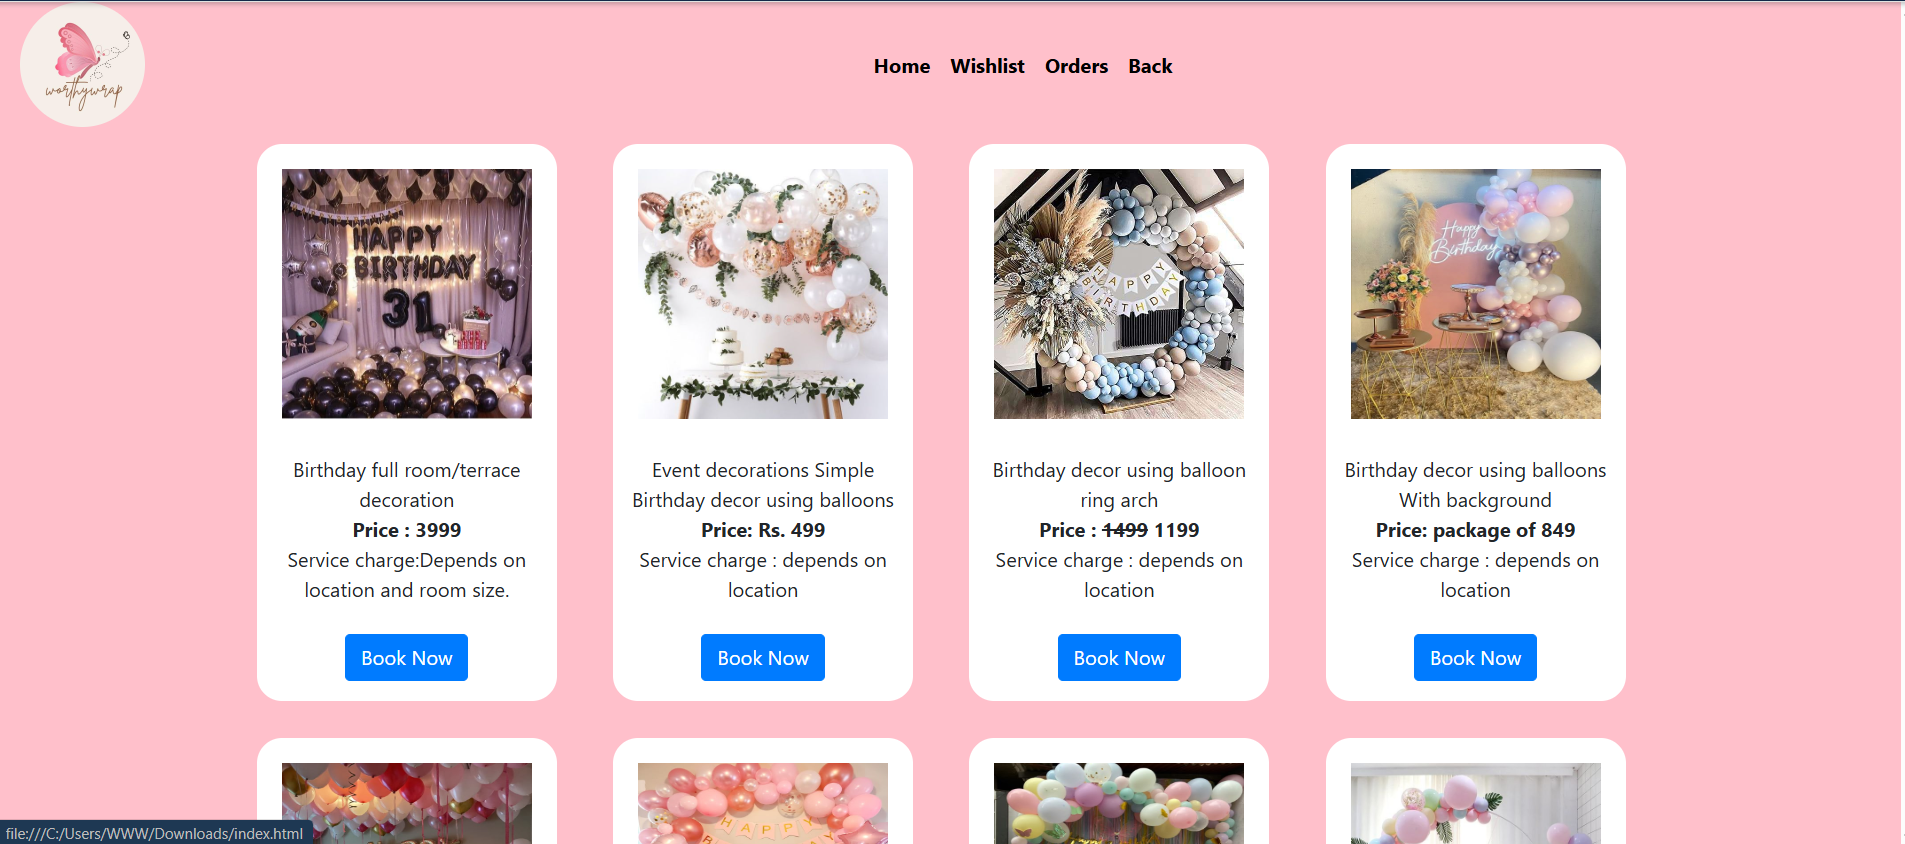 worthywrap
Home Wishlist Orders Back
HAPPY
BIRTHDAY
31
HAPPY
BIRTHDAY
Happy
Birthday
Birthday full room/terrace
decoration
Price : 3999
Service charge:Depends on
location and room size.
Book Now
Event decorations Simple
Birthday decor using balloons
Price: Rs. 499
Service charge : depends on
location
Book Now
Birthday decor using balloon
ring arch
Price : 1499 1199
Service charge : depends on
location
Book Now
Birthday decor using balloons
With background
Price: package of 849
Service charge : depends on
location
Book Now
HAPPY
file:///C:/Users/WWW/Downloads/index.html